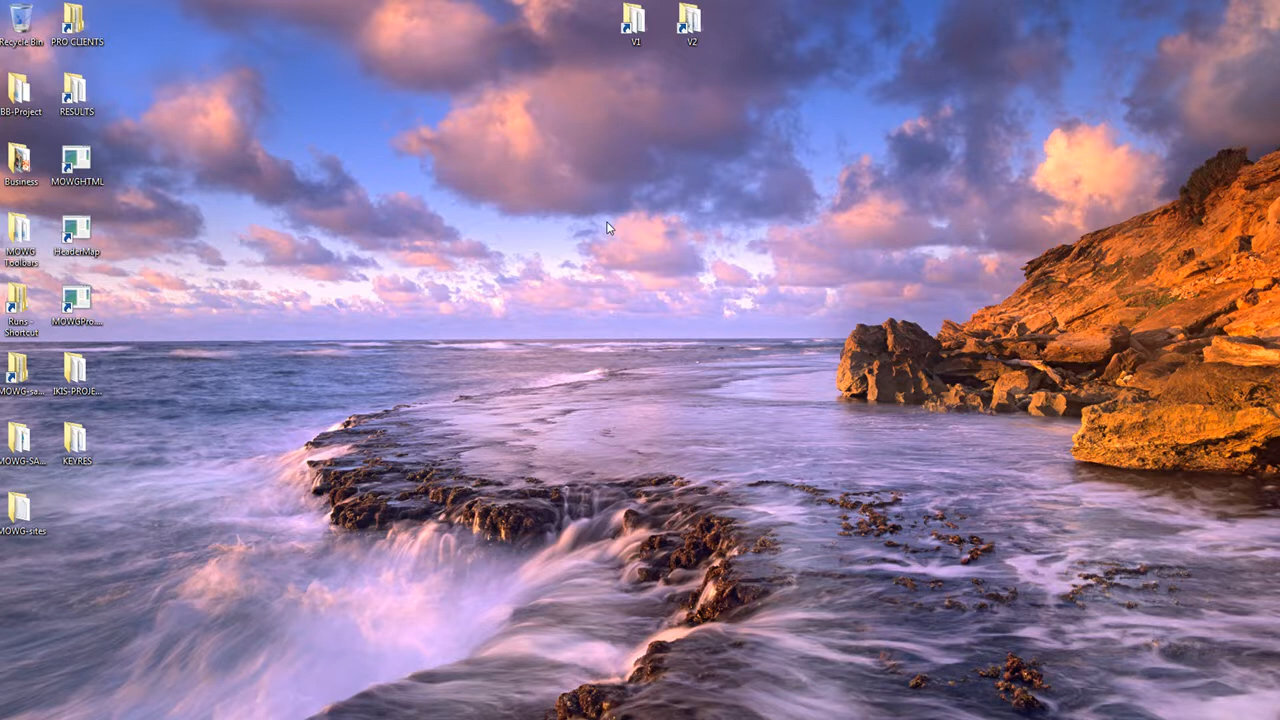 Recycle Bin
PRO CLIENTS
V1
V2
BB-Project
RESULTS
Business
MOWGHTML
MOWG
Toolbars
HeaderMap
Runs -
Shortcut
MOWGPro...
MOWG-sa...
IKIS-PROJE...
MOWG-SA...
KEYRES
MOWG-sites